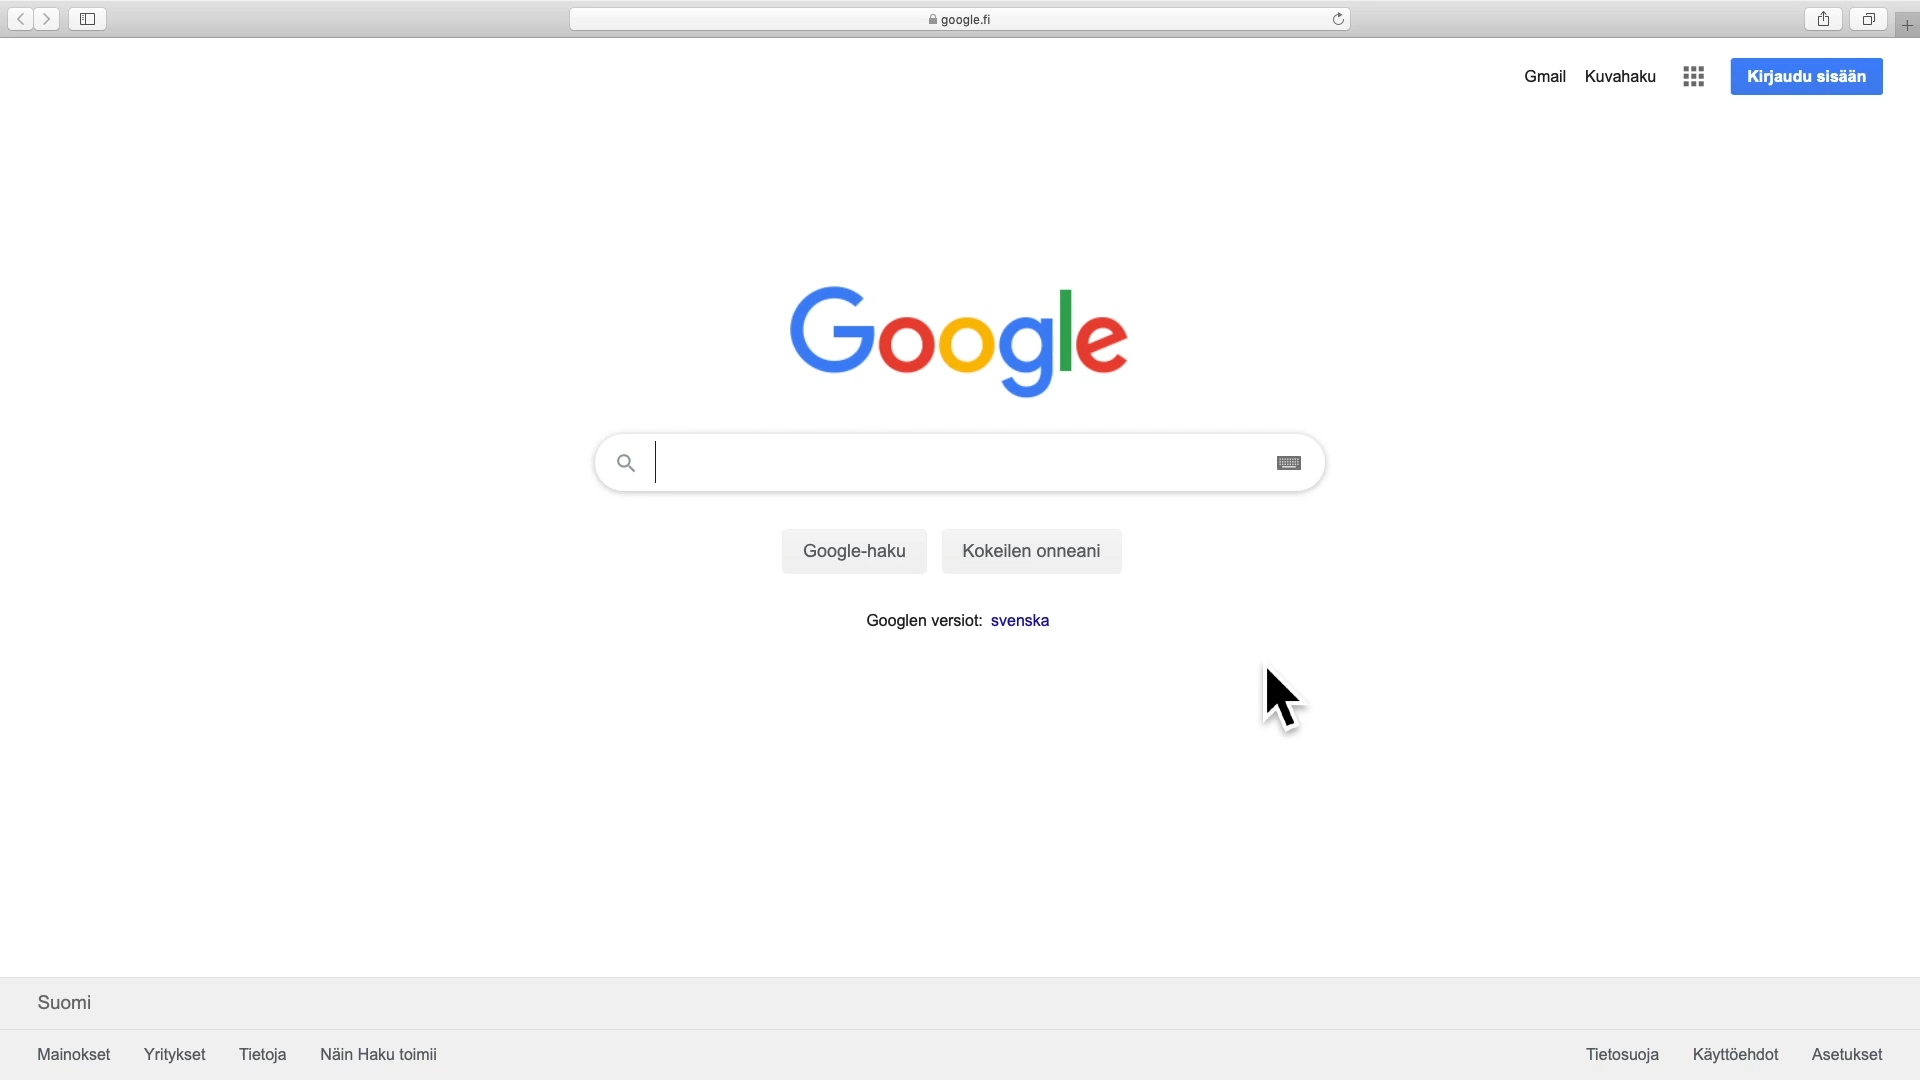 google.fi
Gmail Kuvahaku Kirjaudu sisään
Google
Google-haku Kokeilen onneani
Googlen versiot: svenska
Suomi
Mainokset Yritykset Tietoja Näin Haku toimii Tietosuoja Käyttöehdot Asetukset